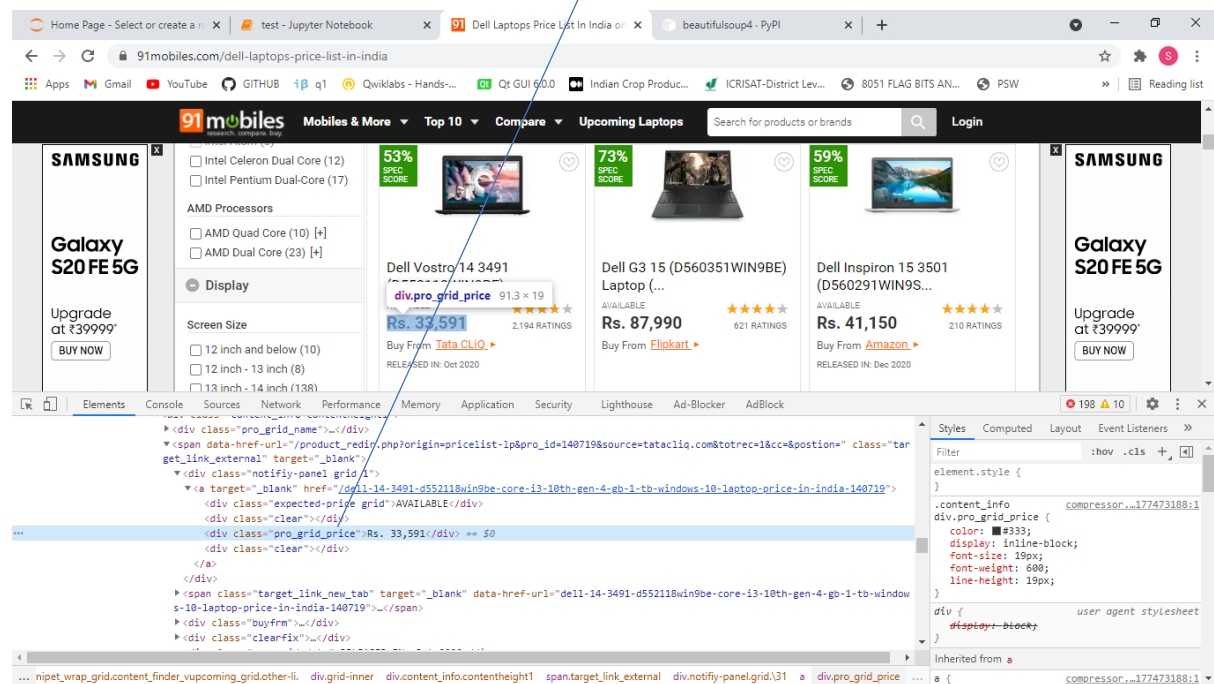 Home Page - Select or create a n
test - Jupyter Notebook
Dell Laptops Price List In India on
beautifulsoup4 · PyPI
91mobiles.com/dell-laptops-price-list-in-india
Apps
Gmail
YouTube
GITHUB
q1
Qwiklabs - Hands-...
Qt GUI 6.0.0
Indian Crop Produc...
ICRISAT-District Lev...
8051 FLAG BITS AN...
PSW
»
Reading list
91mobiles
research. compare. buy.
Mobiles & More
Top 10
Compare
Upcoming Laptops
Search for products or brands
Login
SAMSUNG
Galaxy
S20 FE 5G
Upgrade
at ₹39999*
BUY NOW
Intel Celeron Dual Core (12)
Intel Pentium Dual-Core (17)
AMD Processors
AMD Quad Core (10) [+]
AMD Dual Core (23) [+]
Display
Screen Size
12 inch and below (10)
12 inch - 13 inch (8)
13 inch - 14 inch (138)
53%
SPEC
SCORE
Dell Vostro 14 3491
div.pro_grid_price 91.3 × 19
Rs. 33,591
2,194 RATINGS
Buy From Tata CLiQ
RELEASED IN: Oct 2020
73%
SPEC
SCORE
Dell G3 15 (D560351WIN9BE)
Laptop (...
AVAILABLE
Rs. 87,990
621 RATINGS
Buy From Flipkart
59%
SPEC
SCORE
Dell Inspiron 15 3501
(D560291WIN9S...
AVAILABLE
Rs. 41,150
210 RATINGS
Buy From Amazon
RELEASED IN: Dec 2020
SAMSUNG
Galaxy
S20 FE 5G
Upgrade
at ₹39999*
BUY NOW
Elements
Console
Sources
Network
Performance
Memory
Application
Security
Lighthouse
Ad-Blocker
AdBlock
198
10
<div class="pro_grid_name">…</div>
<span data-href-url="/product_redir.php?origin=pricelist-lp&pro_id=140719&source=tatacliq.com&totrec=1&cc=&postion=" class="tar
get_link_external" target="_blank">
<div class="notifiy-panel grid 1">
<a target="_blank" href="/dell-14-3491-d552118win9be-core-i3-10th-gen-4-gb-1-tb-windows-10-laptop-price-in-india-140719">
<div class="expected-price grid">AVAILABLE</div>
<div class="clear"></div>
<div class="pro_grid_price">Rs. 33,591</div> == $0
<div class="clear"></div>
</a>
</div>
<span class="target_link_new_tab" target="_blank" data-href-url="dell-14-3491-d552118win9be-core-i3-10th-gen-4-gb-1-tb-window
s-10-laptop-price-in-india-140719">…</span>
<div class="buyfrm">…</div>
<div class="clearfix">…</div>
... nipet_wrap_grid.content_finder_vupcoming_grid.other-li. div.grid-inner div.content_info.contentheight1 span.target_link_external div.notifiy-panel.grid.\31 a div.pro_grid_price ...
Styles
Computed
Layout
Event Listeners
»
Filter
:hov .cls +
element.style {
}
.content_info compressor….177473188:1
div.pro_grid_price {
color: #333;
display: inline-block;
font-size: 19px;
font-weight: 600;
line-height: 19px;
}
div { user agent stylesheet
display: block;
}
Inherited from a
a { compressor….177473188:1